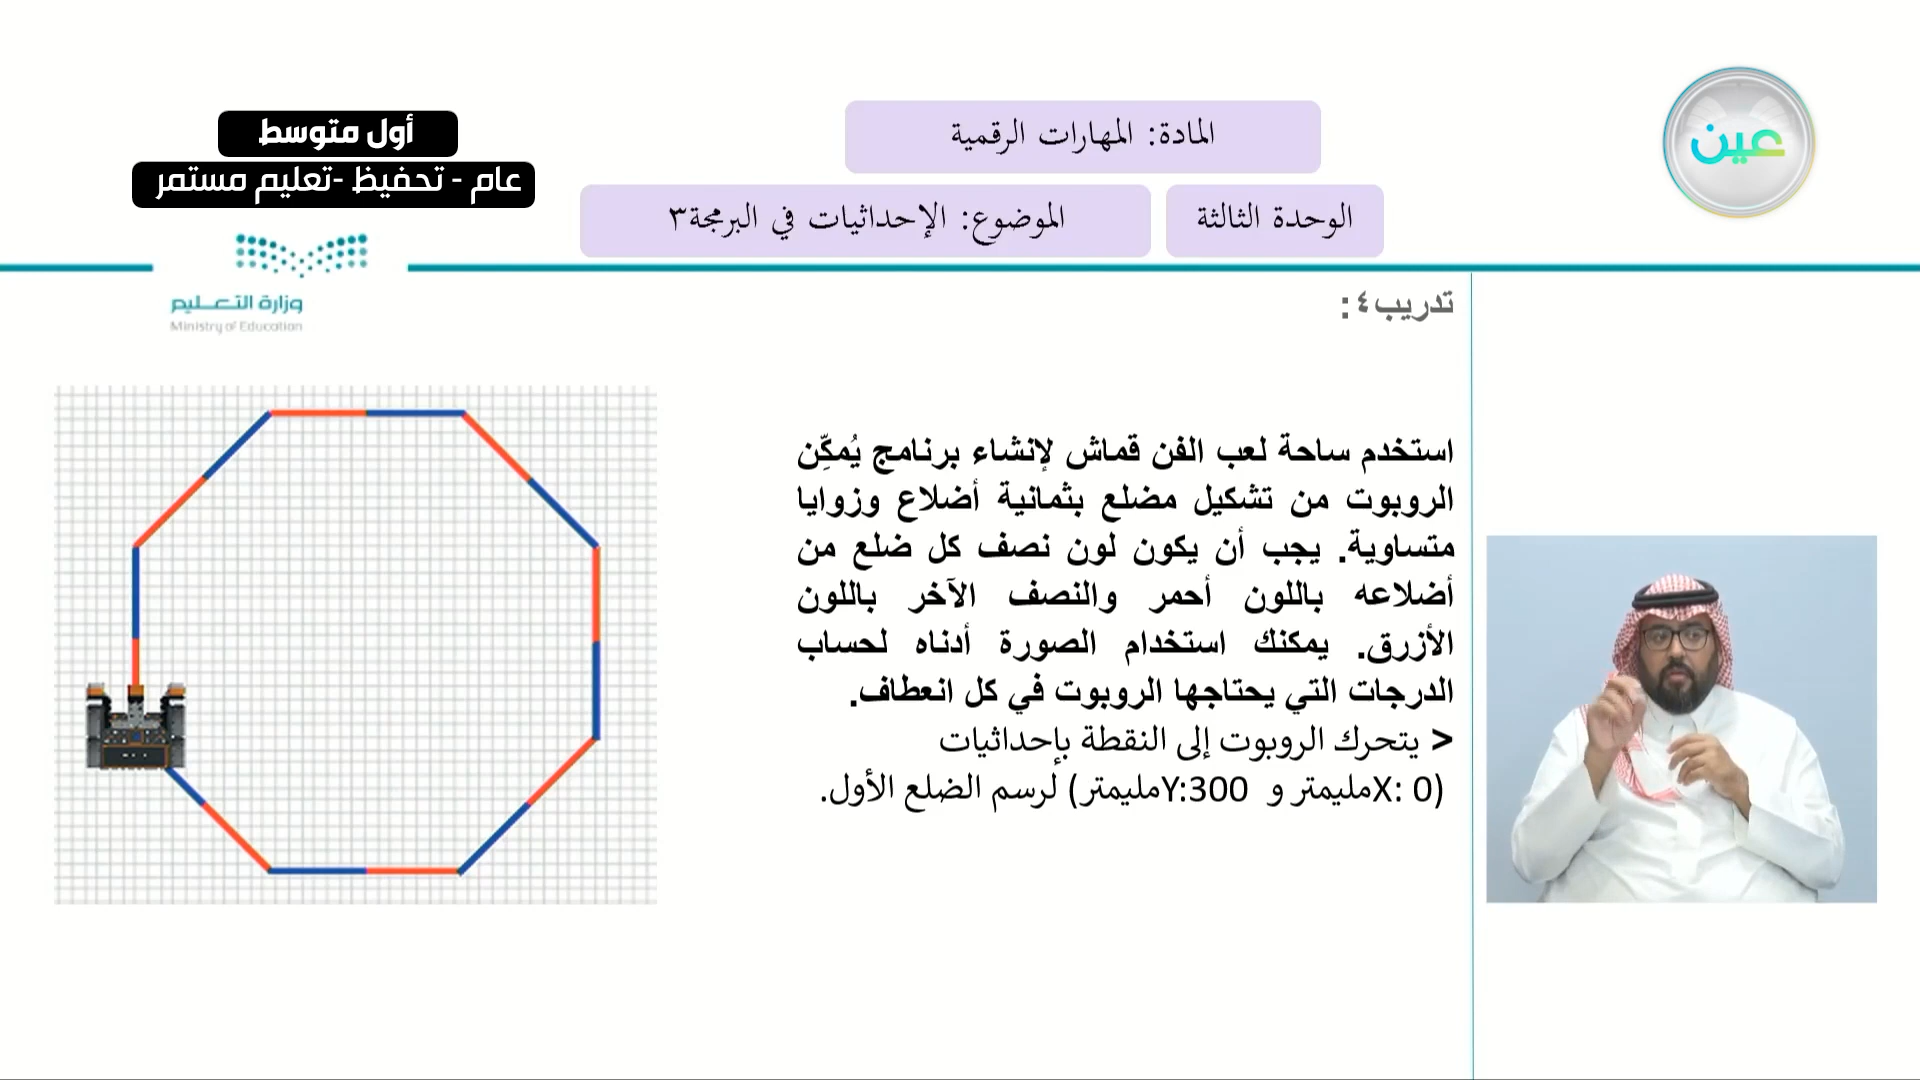 عين
المادة: المهارات الرقمية
أول متوسط
عام - تحفيظ -تعليم مستمر
الوحدة الثالثة
الموضوع: الإحداثيات في البرمجة٣
وزارة التعليم
Ministry of Education
تدريب٤:
استخدم ساحة لعب الفن قماش لإنشاء برنامج يُمكِّن
الروبوت من تشكيل مضلع بثمانية أضلاع وزوايا
متساوية. يجب أن يكون لون نصف كل ضلع من
أضلاعه باللون أحمر والنصف الآخر باللون
الأزرق. يمكنك استخدام الصورة أدناه لحساب
الدرجات التي يحتاجها الروبوت في كل انعطاف.
< يتحرك الروبوت إلى النقطة بإحداثيات
(X: 0مليمتر و Y:300مليمتر) لرسم الضلع الأول.